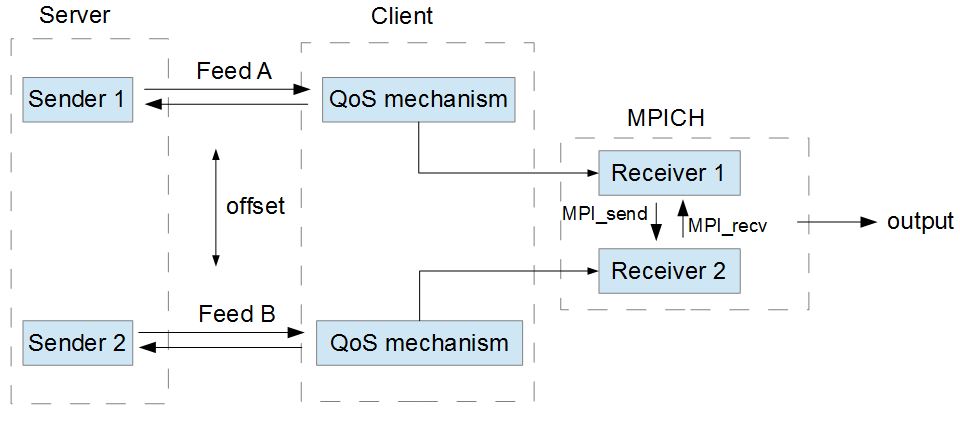 Server
Client
Feed A
Sender 1
QoS mechanism
MPICH
Receiver 1
offset
MPI_send
MPI_recv
output
Receiver 2
Feed B
Sender 2
QoS mechanism